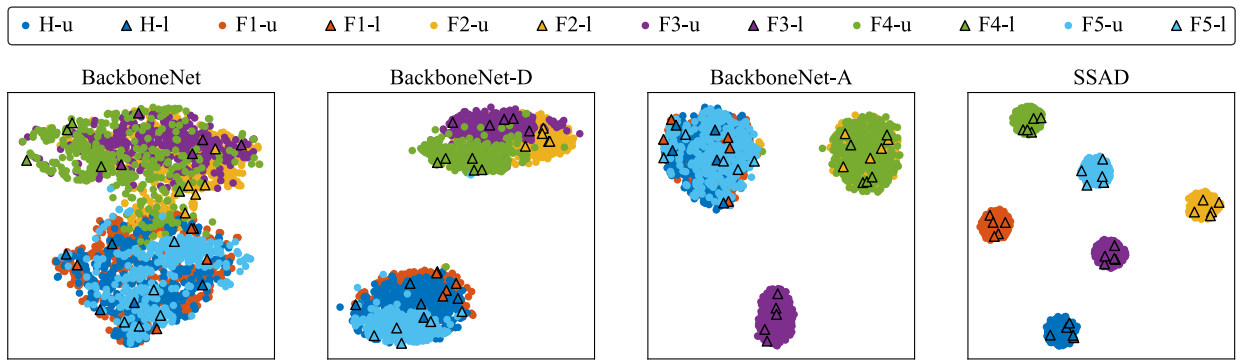 H-u H-l F1-u F1-l F2-u F2-l F3-u F3-l F4-u F4-l F5-u F5-l
BackboneNet BackboneNet-D BackboneNet-A SSAD